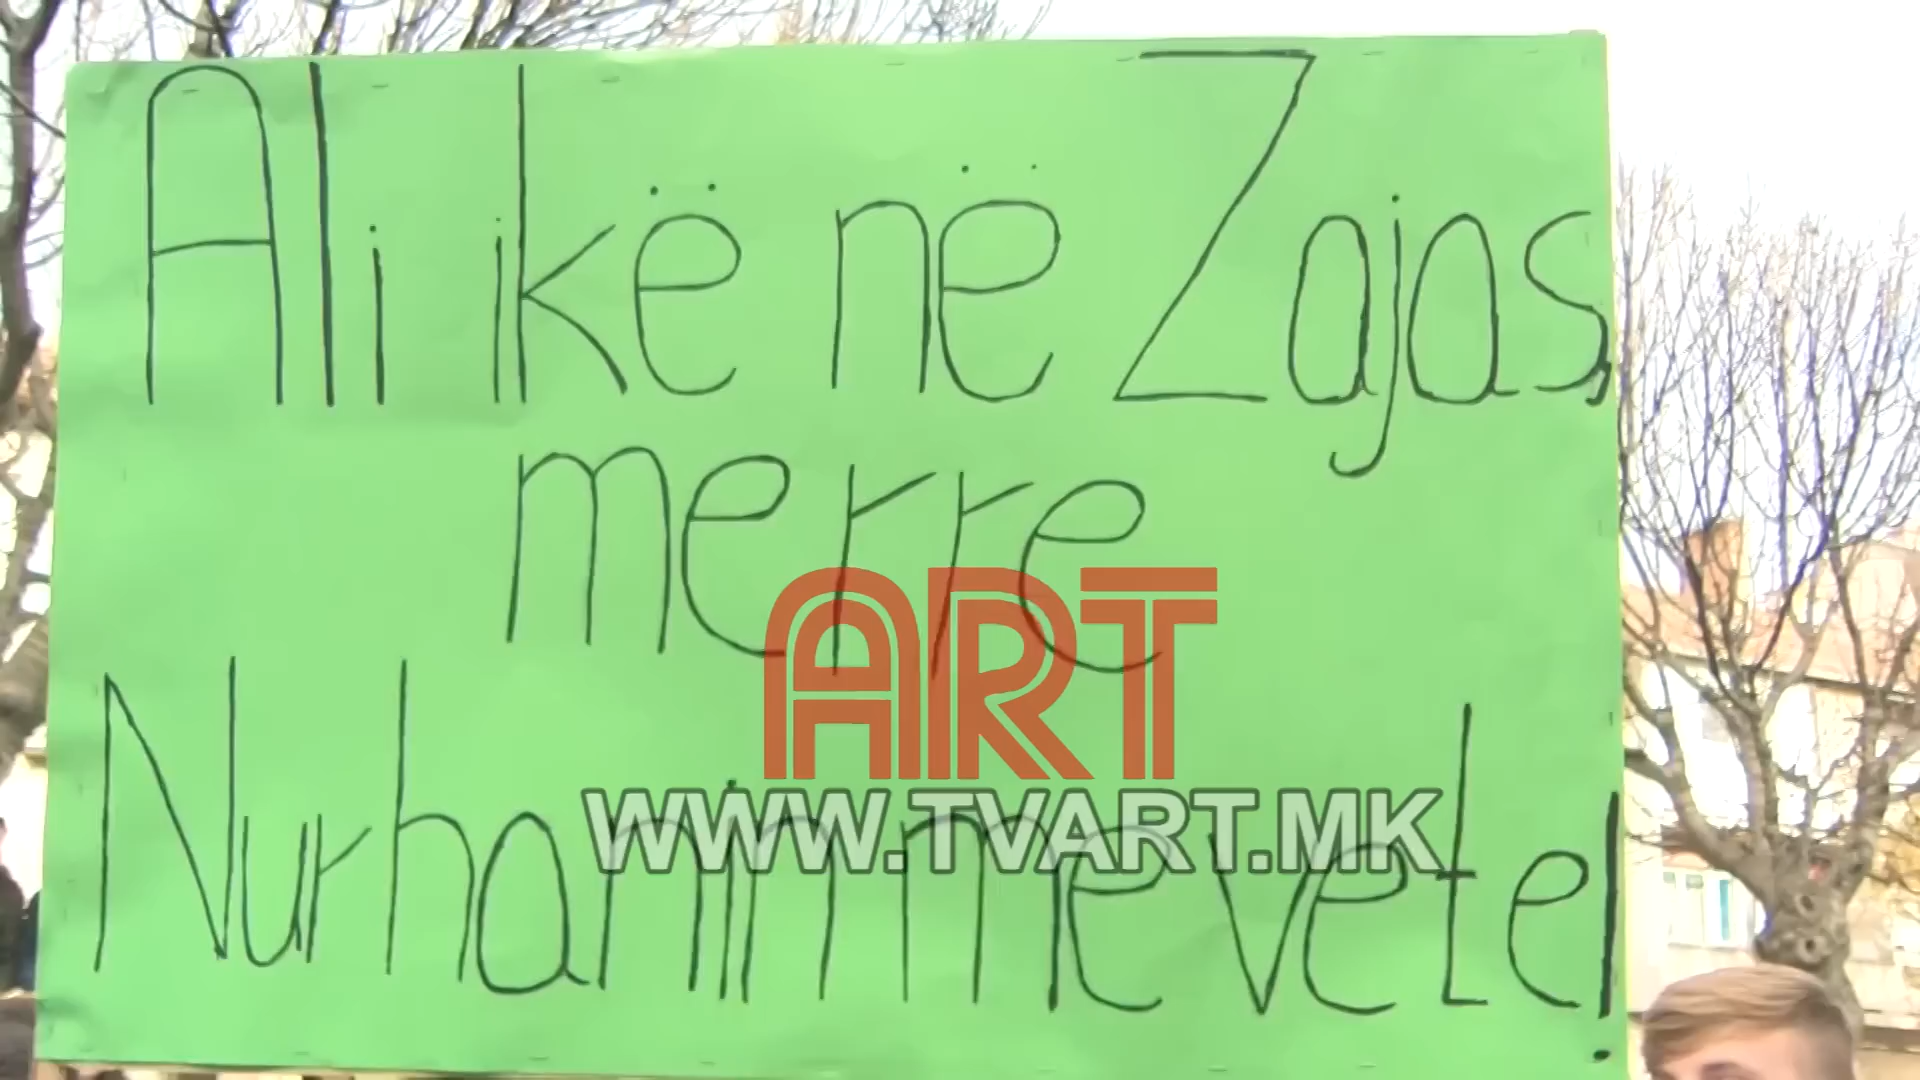 Ali ikë në Zajas,
merre
Nurhanin me vete!
ART
WWW.TVART.MK